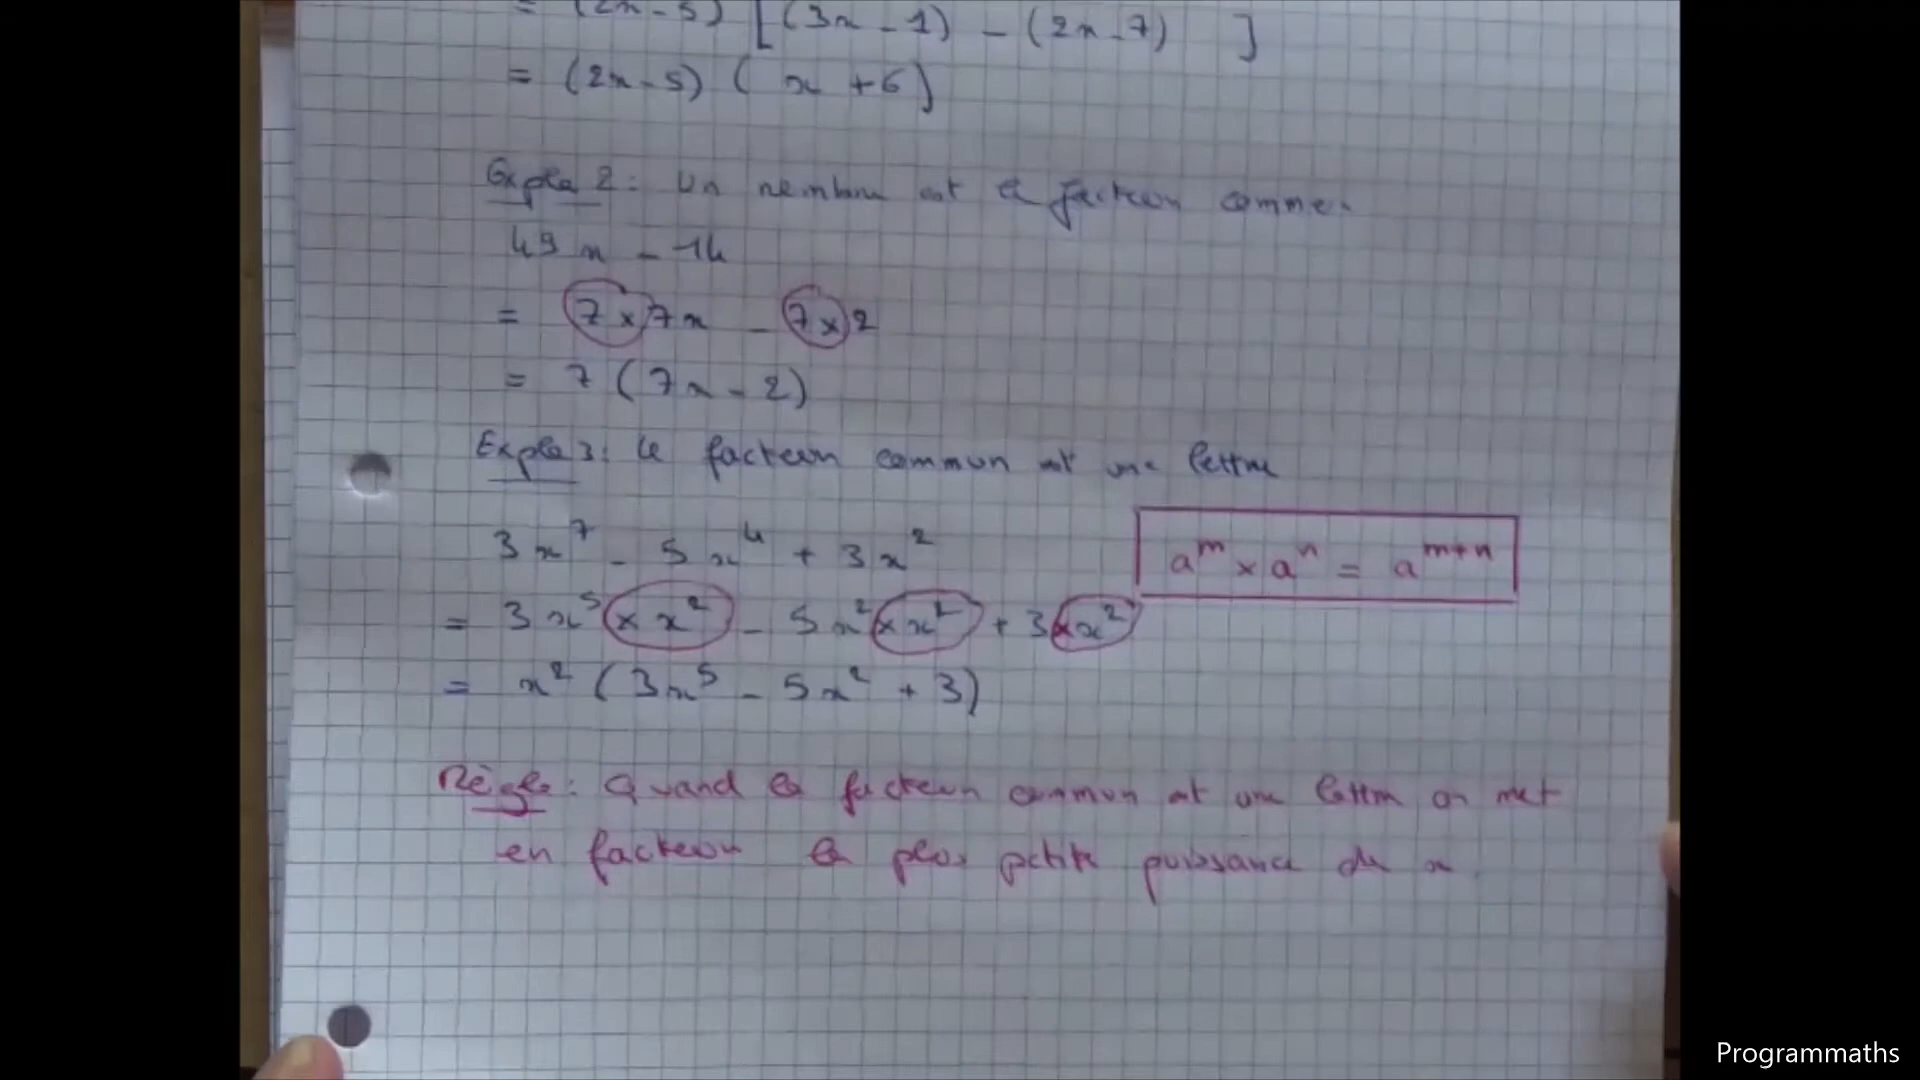 = (2x - 5) [(3x - 1) - (2x - 7) ]
= (2x - 5) ( x + 6)
Exple 2: Un nombre est le facteur commun.
49x - 14
= 7 × 7x - 7 × 2
= 7 (7x - 2)
Exple 3: le facteur commun est une lettre
3x⁷ - 5x⁴ + 3x²
a^m × a^n = a^(m+n)
= 3x⁵ × x² - 5x² × x² + 3 × x²
= x² (3x⁵ - 5x² + 3)
Règle: Quand le facteur commun est une lettre on met
en facteur la plus petite puissance de x
Programmaths